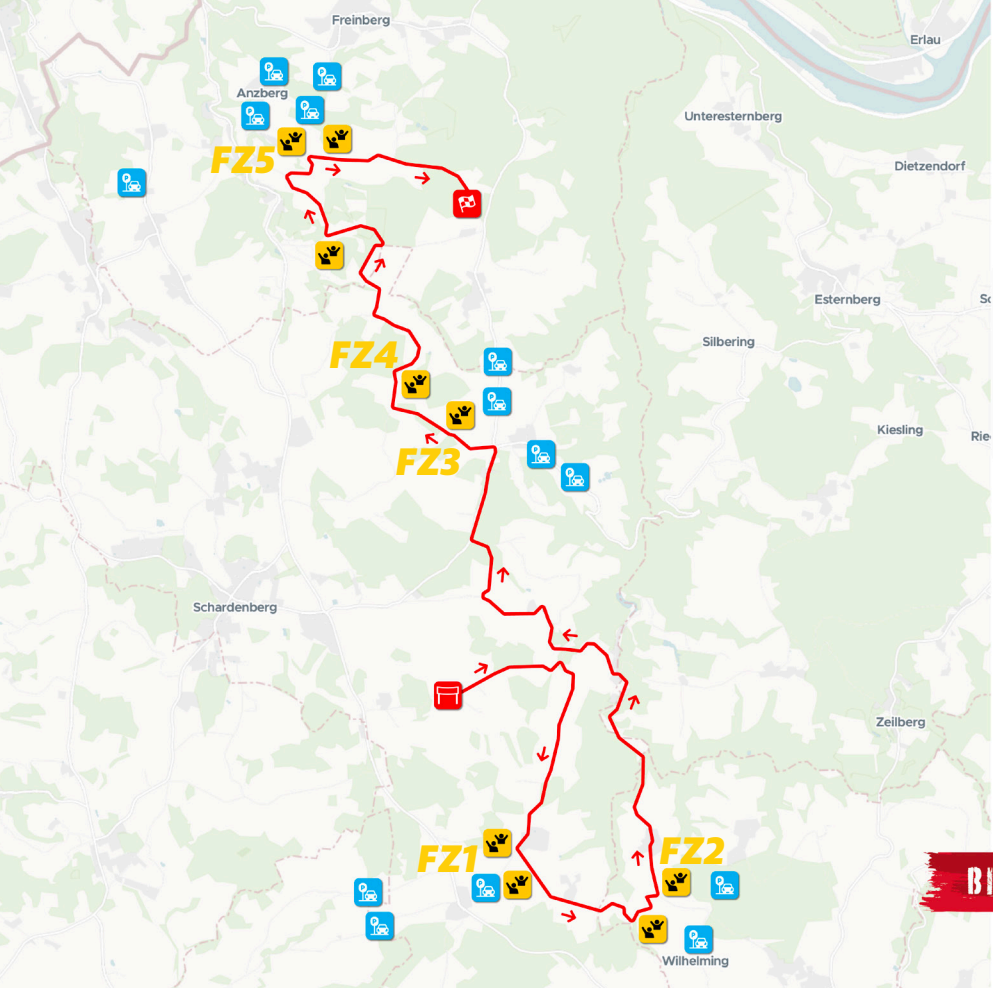 Freinberg
Erlau
Anzberg
Unteresternberg
FZ5
Dietzendorf
Esternberg
Silbering
FZ4
Kiesling
FZ3
Schardenberg
Zeilberg
FZ1
FZ2
Wilhelming